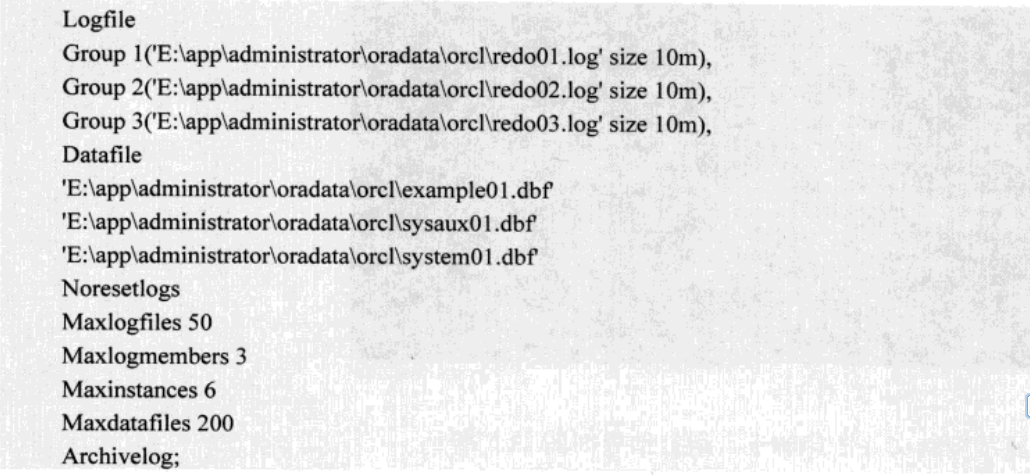 Logfile
Group 1('E:\app\administrator\oradata\orcl\redo01.log' size 10m),
Group 2('E:\app\administrator\oradata\orcl\redo02.log' size 10m),
Group 3('E:\app\administrator\oradata\orcl\redo03.log' size 10m),
Datafile
'E:\app\administrator\oradata\orcl\example01.dbf'
'E:\app\administrator\oradata\orcl\sysaux01.dbf'
'E:\app\administrator\oradata\orcl\system01.dbf'
Noresetlogs
Maxlogfiles 50
Maxlogmembers 3
Maxinstances 6
Maxdatafiles 200
Archivelog;